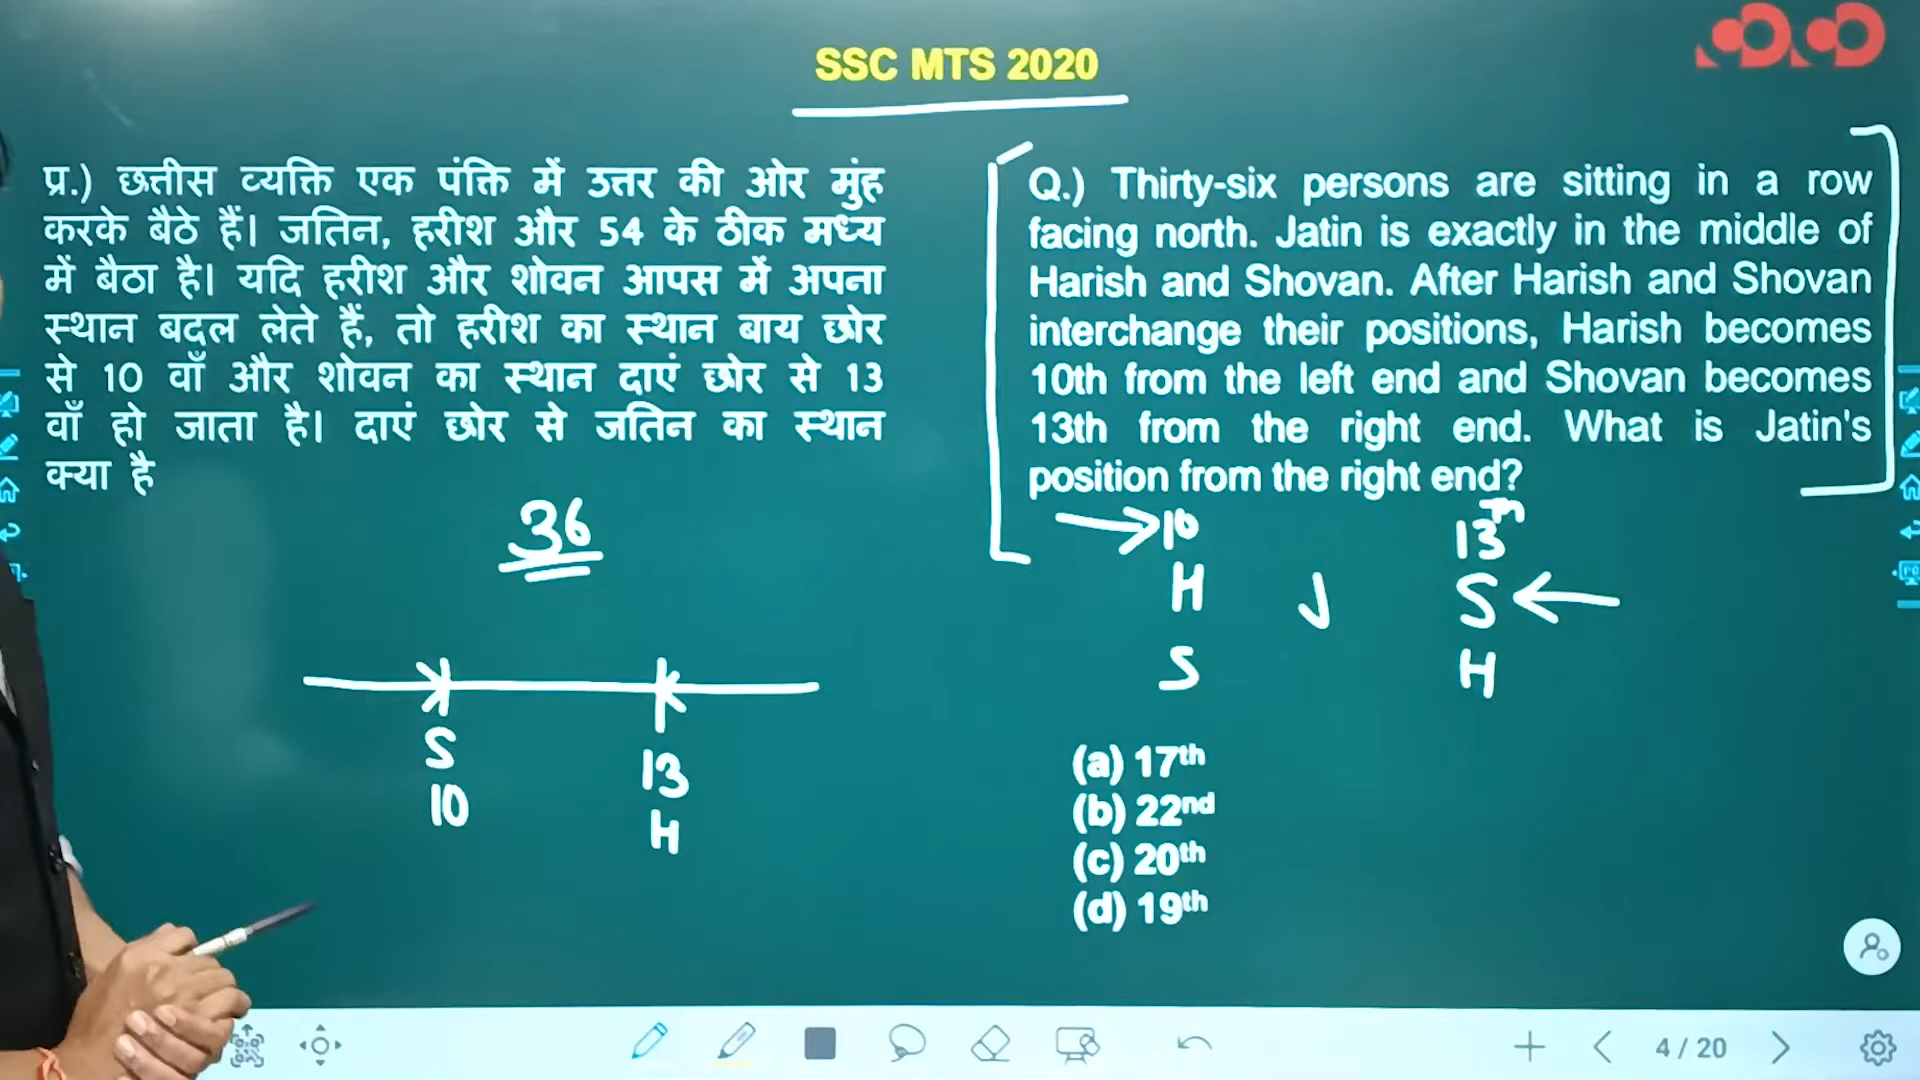 SSC MTS 2020
प्र.) छत्तीस व्यक्ति एक पंक्ति में उत्तर की ओर मुंह
करके बैठे हैं। जतिन, हरीश और 54 के ठीक मध्य
में बैठा है। यदि हरीश और शोवन आपस में अपना
स्थान बदल लेते हैं, तो हरीश का स्थान बाय छोर
से 10 वाँ और शोवन का स्थान दाएं छोर से 13
वाँ हो जाता है। दाएं छोर से जतिन का स्थान
क्या है
36
S
10
13
H
Q.) Thirty-six persons are sitting in a row
facing north. Jatin is exactly in the middle of
Harish and Shovan. After Harish and Shovan
interchange their positions, Harish becomes
10th from the left end and Shovan becomes
13th from the right end. What is Jatin's
position from the right end?
10 13th
H J S
S H
(a) 17th
(b) 22nd
(c) 20th
(d) 19th
4 / 20